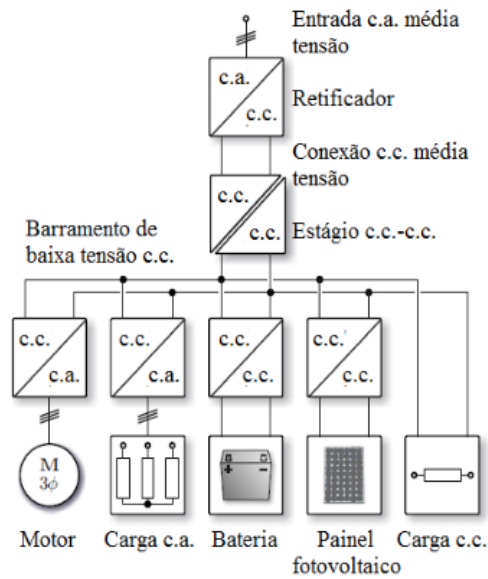 Entrada c.a. média
tensão
c.a.
c.c.
Retificador
Conexão c.c. média
tensão
c.c.
c.c.
Estágio c.c.-c.c.
Barramento de
baixa tensão c.c.
c.c. c.c. c.c. c.c.
c.a. c.a. c.c. c.c.
M
3ϕ
+ −
Motor Carga c.a. Bateria Painel Carga c.c.
fotovoltaico